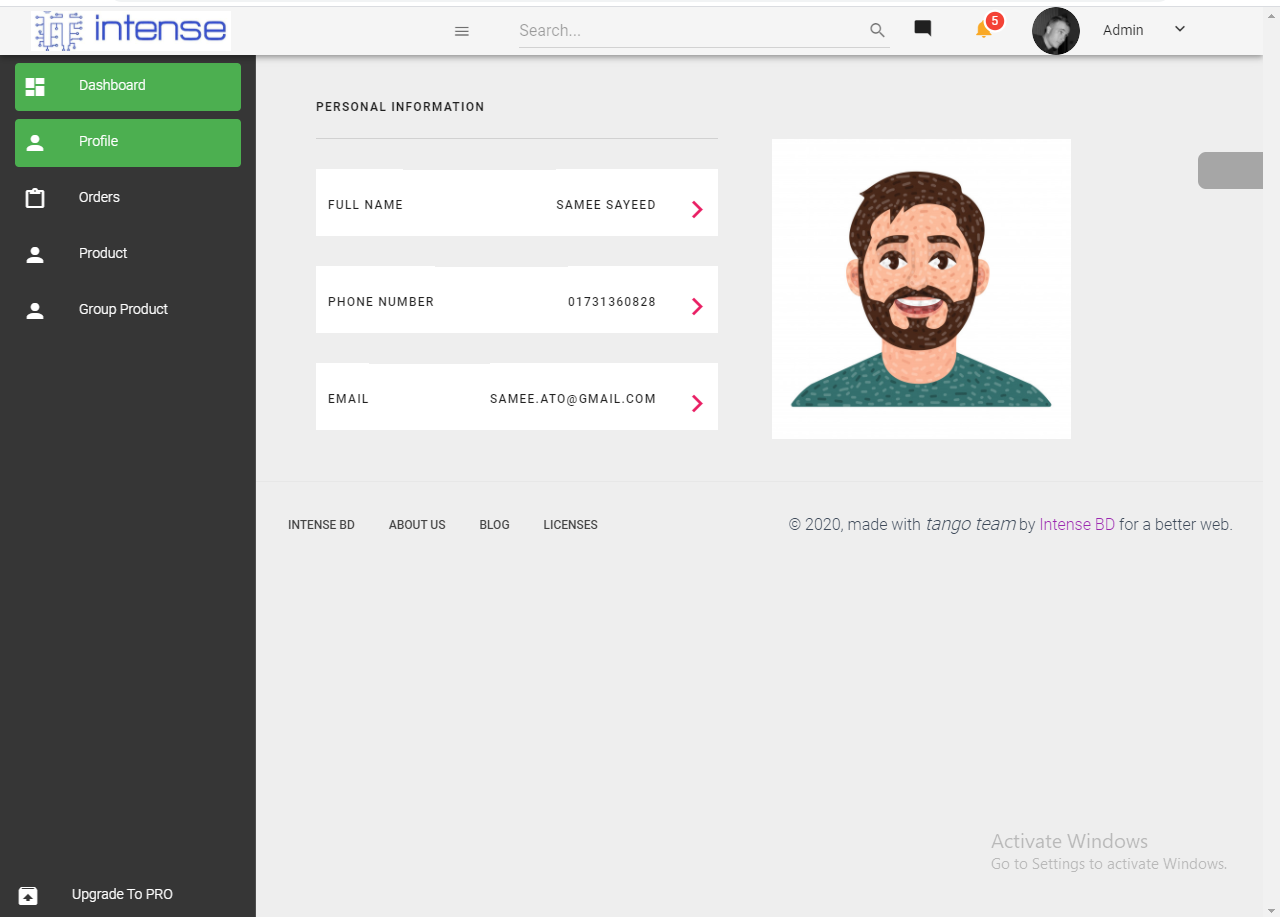 intense
Search...
5
Admin
Dashboard
Profile
Orders
Product
Group Product
Upgrade To PRO
PERSONAL INFORMATION
FULL NAME SAMEE SAYEED
PHONE NUMBER 01731360828
EMAIL SAMEE.ATO@GMAIL.COM
INTENSE BD ABOUT US BLOG LICENSES
© 2020, made with tango team by Intense BD for a better web.
Activate Windows
Go to Settings to activate Windows.